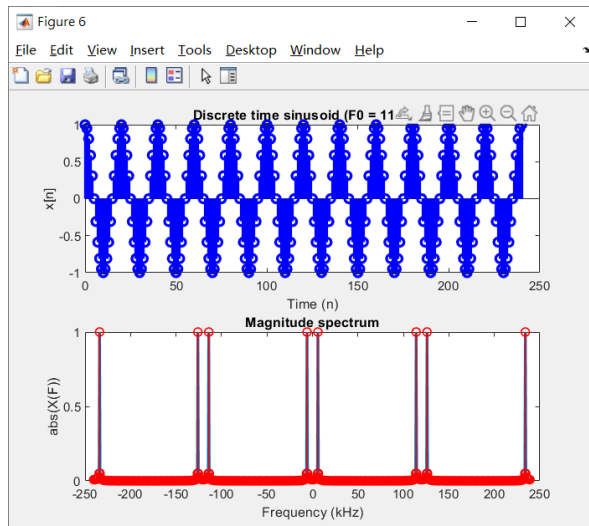 Figure 6
File Edit View Insert Tools Desktop Window Help
Discrete time sinusoid (F0 = 11
1
0.5
0
-0.5
-1
x[n]
0 50 100 150 200 250
Time (n)
Magnitude spectrum
1
0.5
0
abs(X(F))
-250 -200 -150 -100 -50 0 50 100 150 200 250
Frequency (kHz)